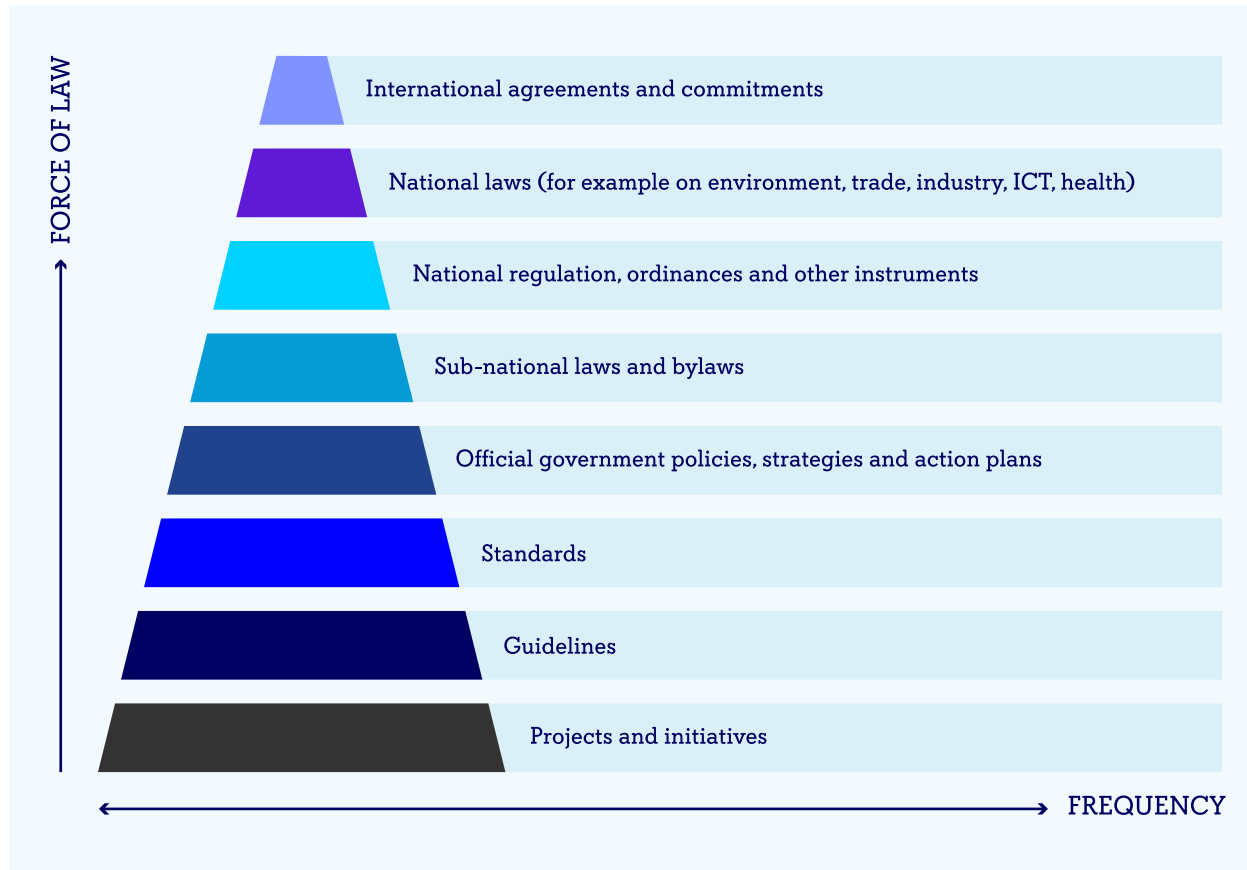 FORCE OF LAW
International agreements and commitments
National laws (for example on environment, trade, industry, ICT, health)
National regulation, ordinances and other instruments
Sub-national laws and bylaws
Official government policies, strategies and action plans
Standards
Guidelines
Projects and initiatives
FREQUENCY